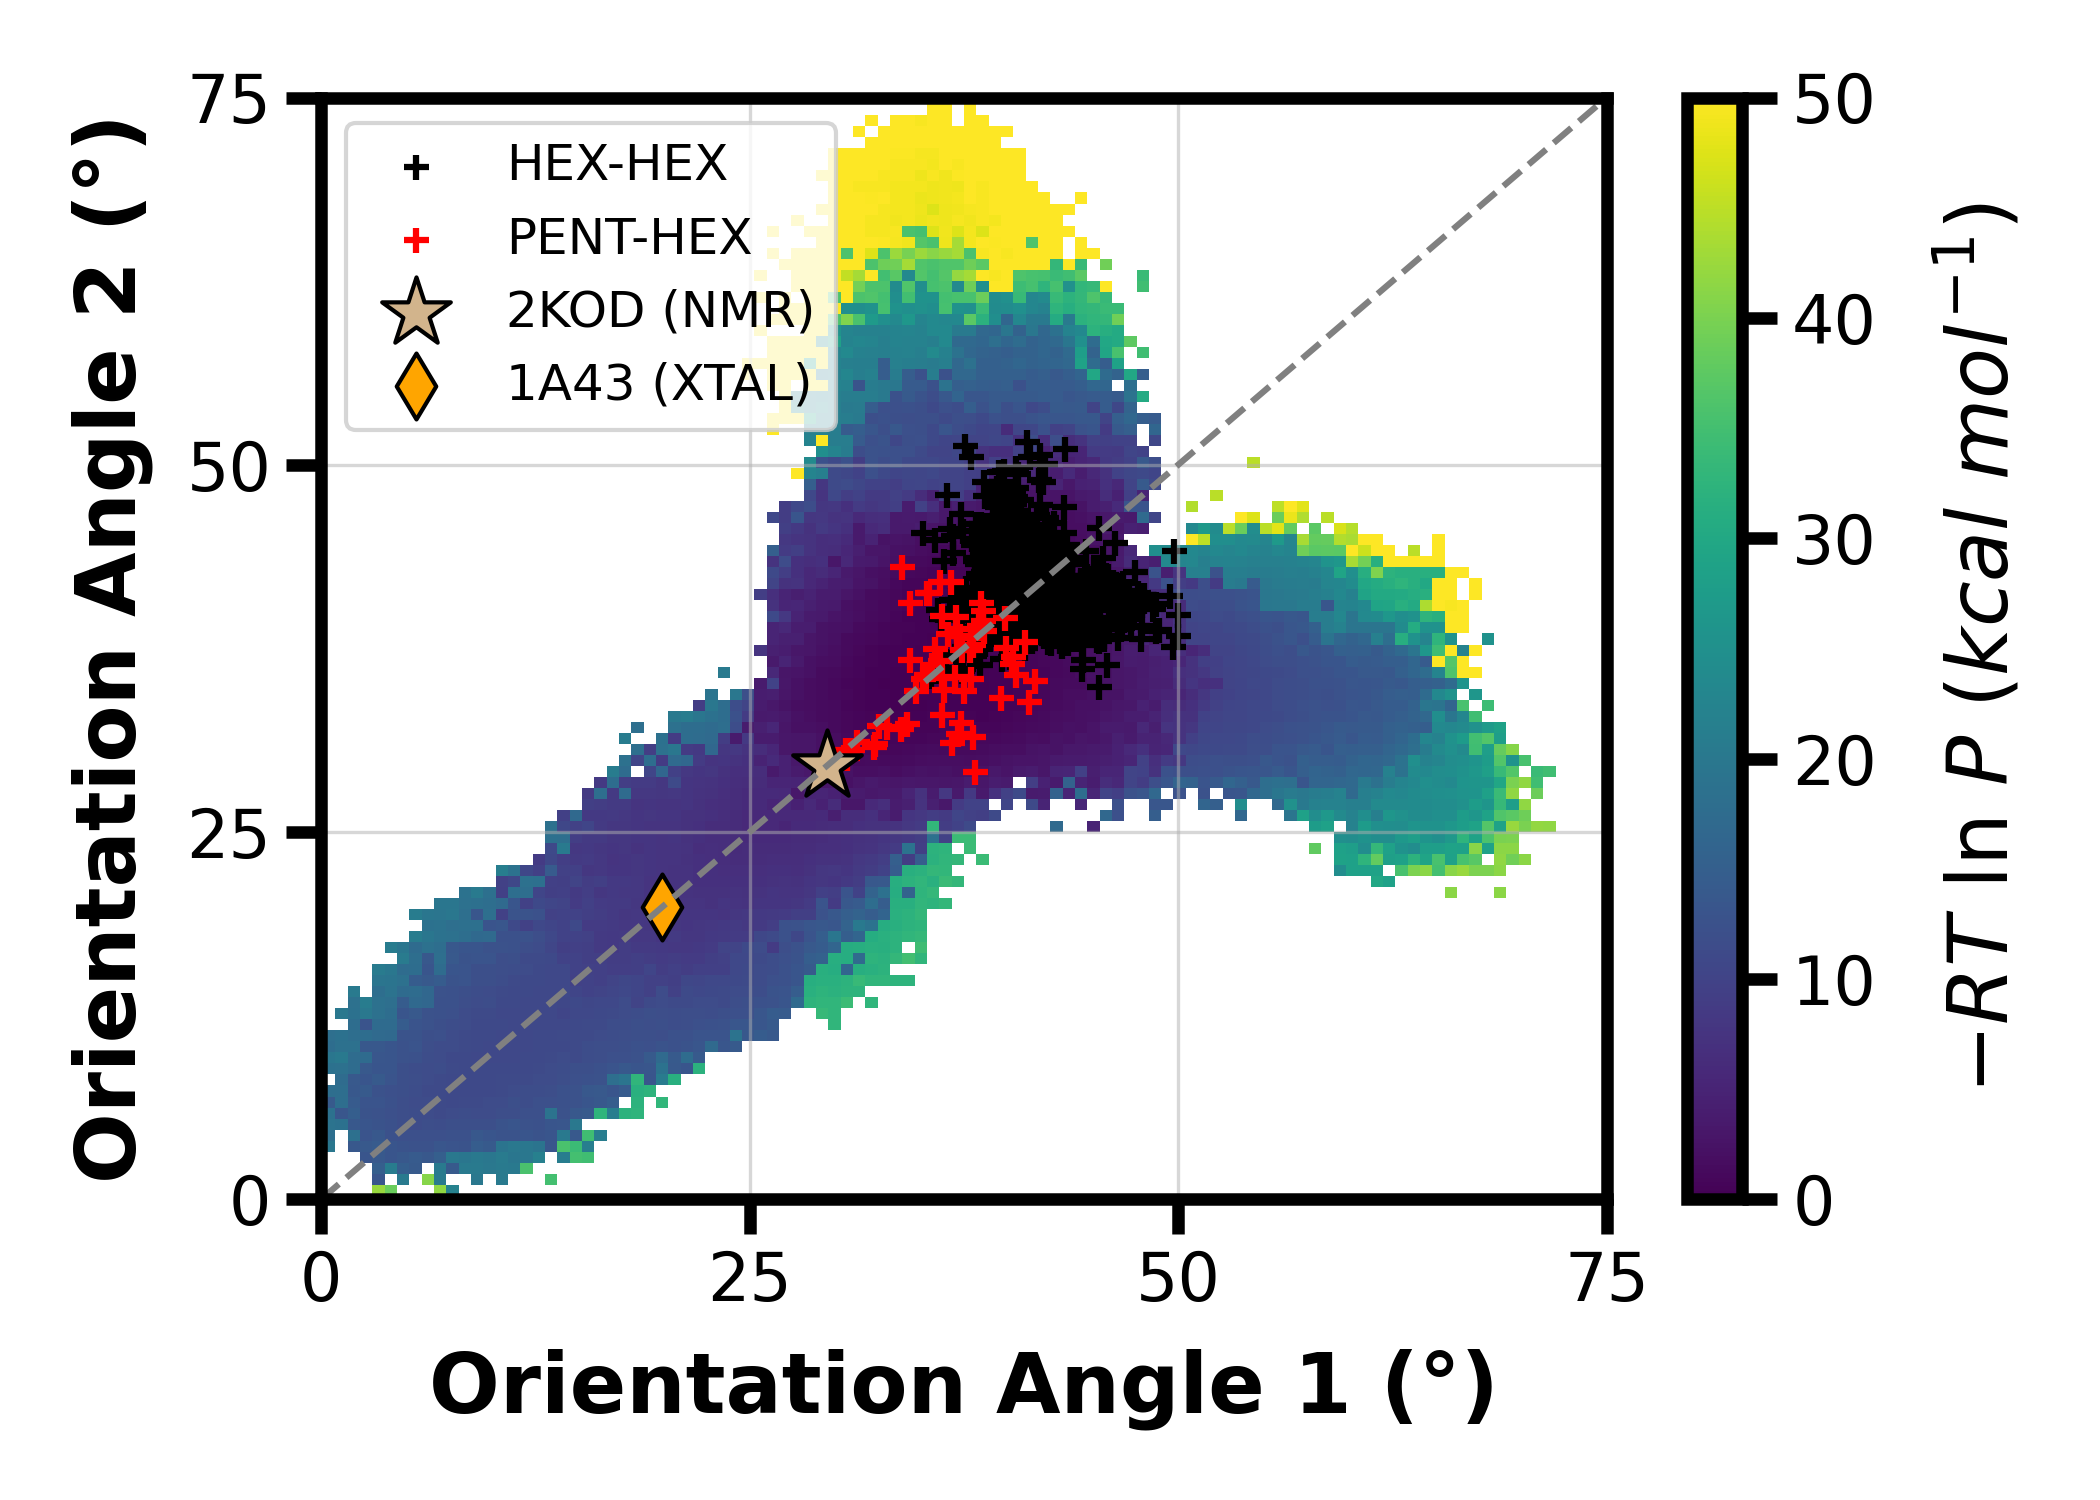 Orientation Angle 2 (°)
75
50
25
0
HEX-HEX
PENT-HEX
2KOD (NMR)
1A43 (XTAL)
0
25
50
75
Orientation Angle 1 (°)
50
40
30
20
10
0
−RT ln P (kcal mol⁻¹)